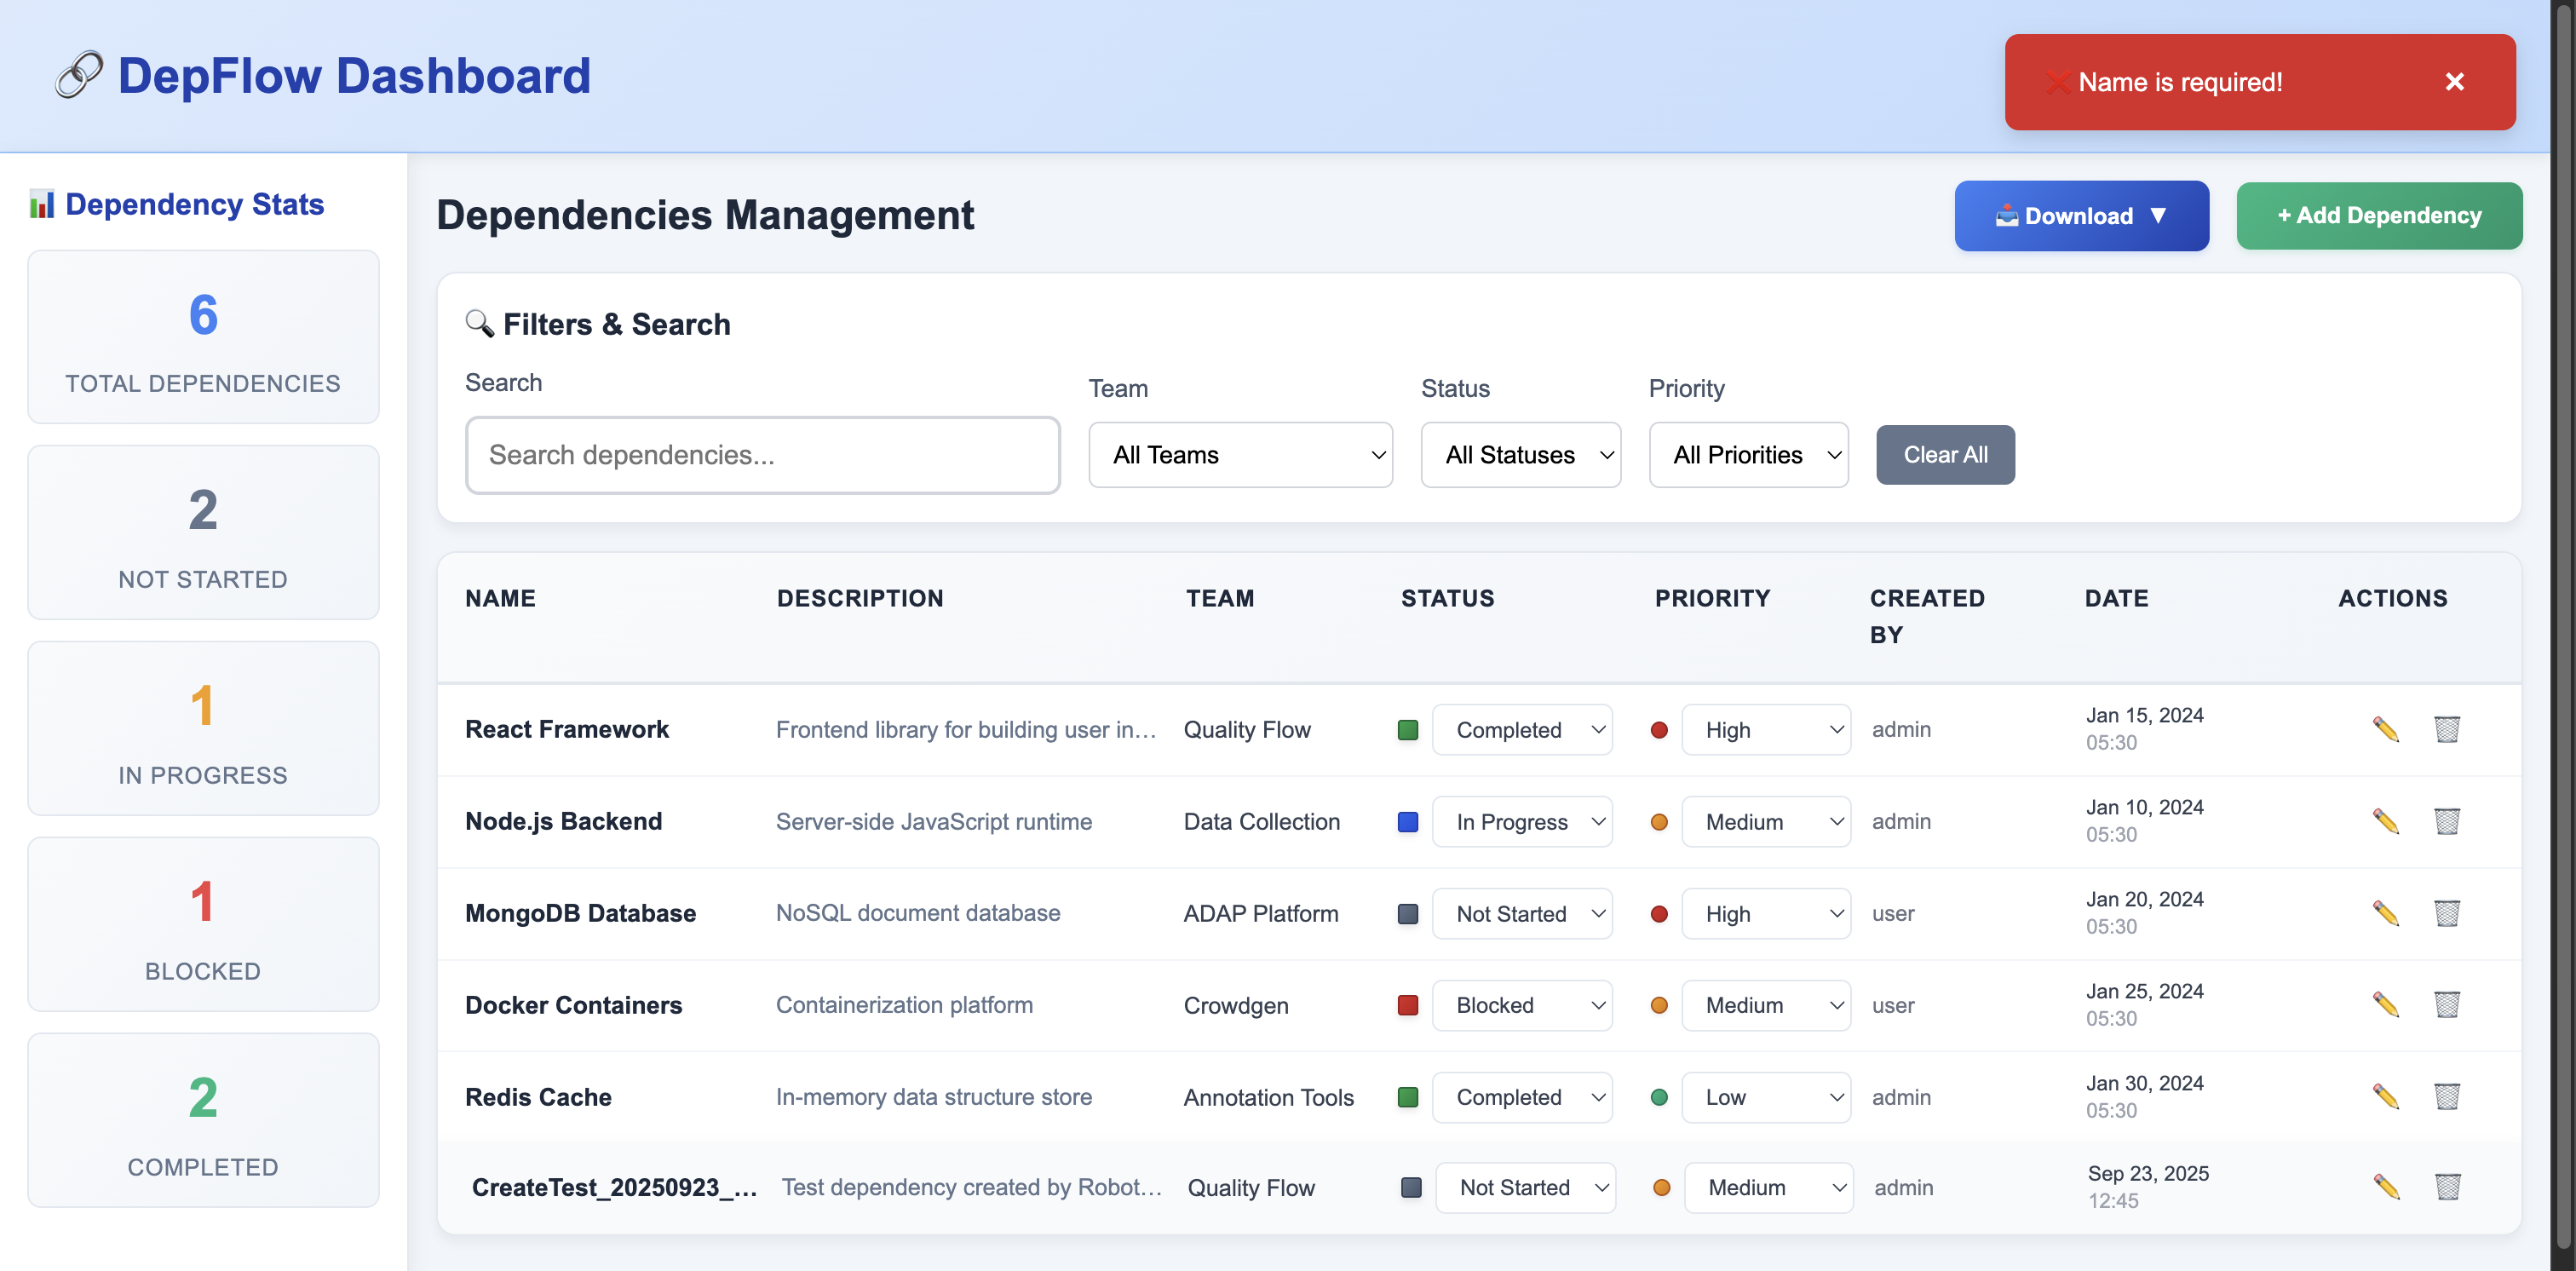 DepFlow Dashboard
Name is required! ×
Dependency Stats
6
TOTAL DEPENDENCIES
2
NOT STARTED
1
IN PROGRESS
1
BLOCKED
2
COMPLETED
Dependencies Management
Download ▼
+ Add Dependency
Filters & Search
Search
Search dependencies...
Team
All Teams
Status
All Statuses
Priority
All Priorities
Clear All
NAME DESCRIPTION TEAM STATUS PRIORITY CREATED BY DATE ACTIONS
React Framework Frontend library for building user in... Quality Flow Completed High admin Jan 15, 2024 05:30
Node.js Backend Server-side JavaScript runtime Data Collection In Progress Medium admin Jan 10, 2024 05:30
MongoDB Database NoSQL document database ADAP Platform Not Started High user Jan 20, 2024 05:30
Docker Containers Containerization platform Crowdgen Blocked Medium user Jan 25, 2024 05:30
Redis Cache In-memory data structure store Annotation Tools Completed Low admin Jan 30, 2024 05:30
CreateTest_20250923_... Test dependency created by Robot... Quality Flow Not Started Medium admin Sep 23, 2025 12:45